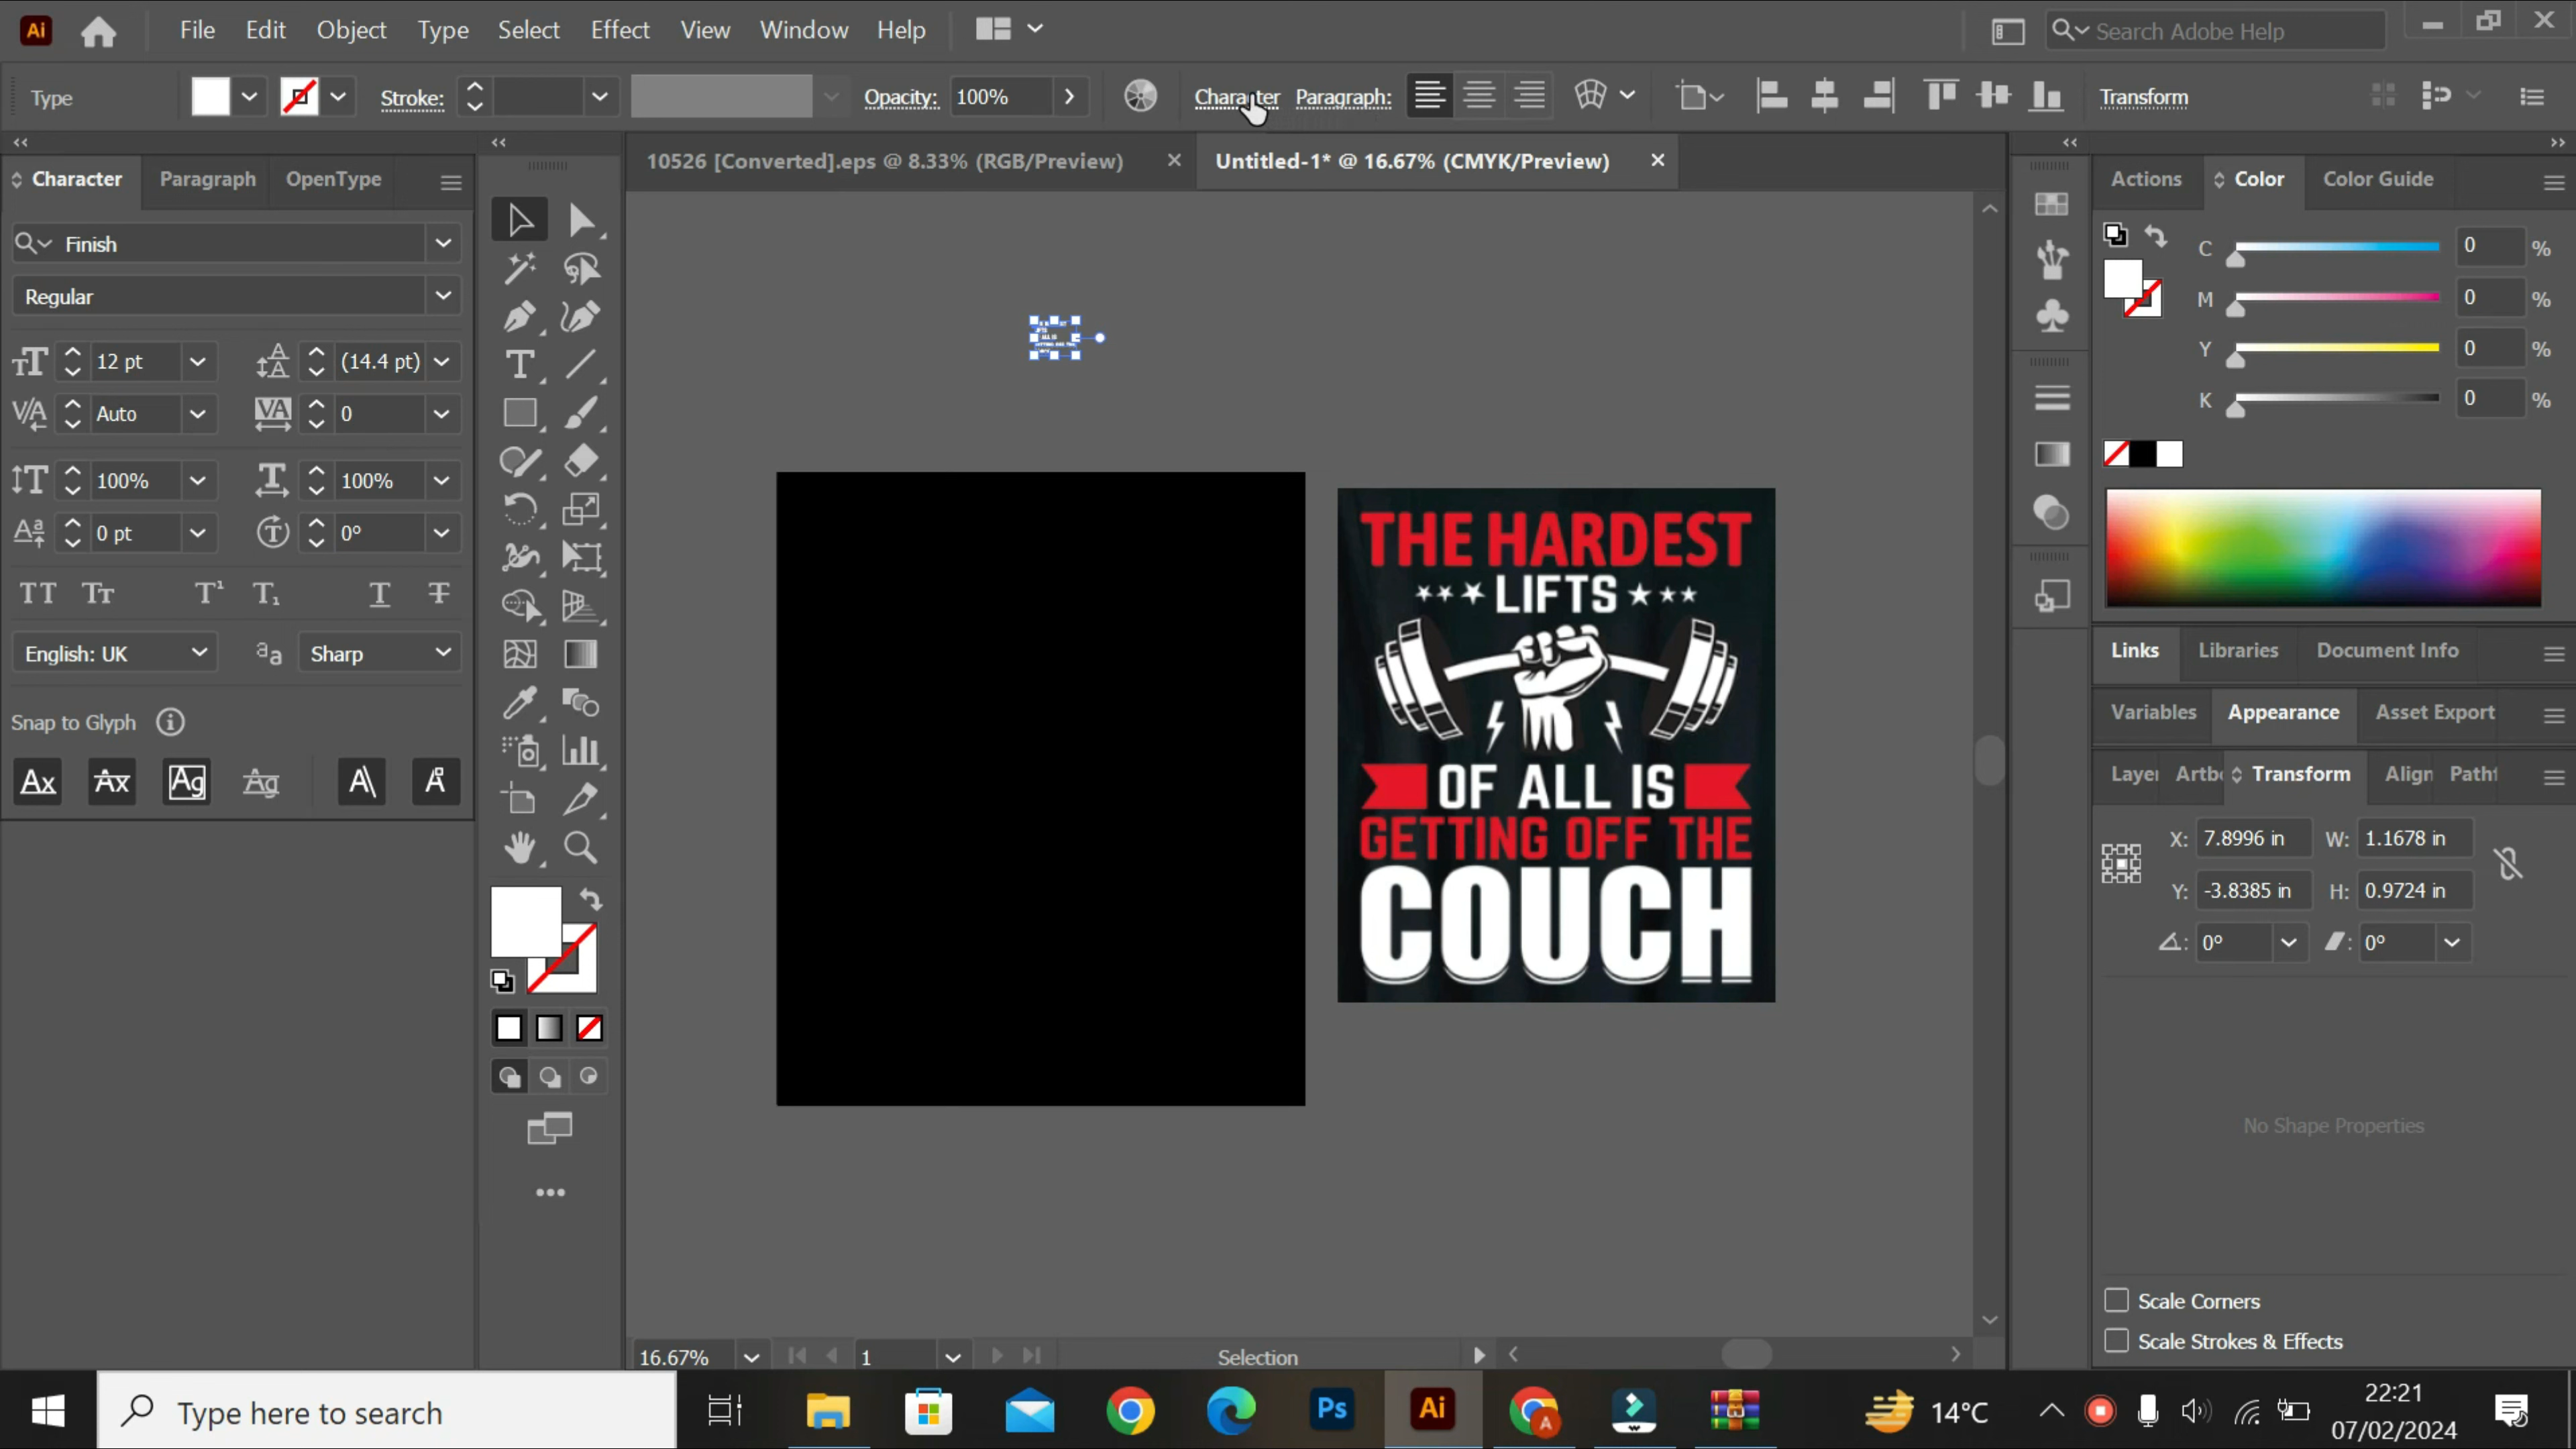 Ai File Edit Object Type Select Effect View Window Help Search Adobe Help
Type Stroke: Opacity: 100% Character Paragraph: Transform
Character Paragraph OpenType
Finish
Regular
12 pt (14.4 pt)
Auto 0
100% 100%
0 pt 0°
English: UK Sharp
Snap to Glyph
10526 [Converted].eps @ 8.33% (RGB/Preview) Untitled-1* @ 16.67% (CMYK/Preview)
THE HARDEST
LIFTS
OF ALL IS
GETTING OFF THE
COUCH
16.67% 1 Selection
Actions Color Color Guide
C 0 %
M 0 %
Y 0 %
K 0 %
Links Libraries Document Info
Variables Appearance Asset Export
Layer Artb Transform Align Pathf
X: 7.8996 in W: 1.1678 in
Y: -3.8385 in H: 0.9724 in
0° 0°
No Shape Properties
Scale Corners
Scale Strokes & Effects
Type here to search Ps Ai A 14°C 22:21
07/02/2024